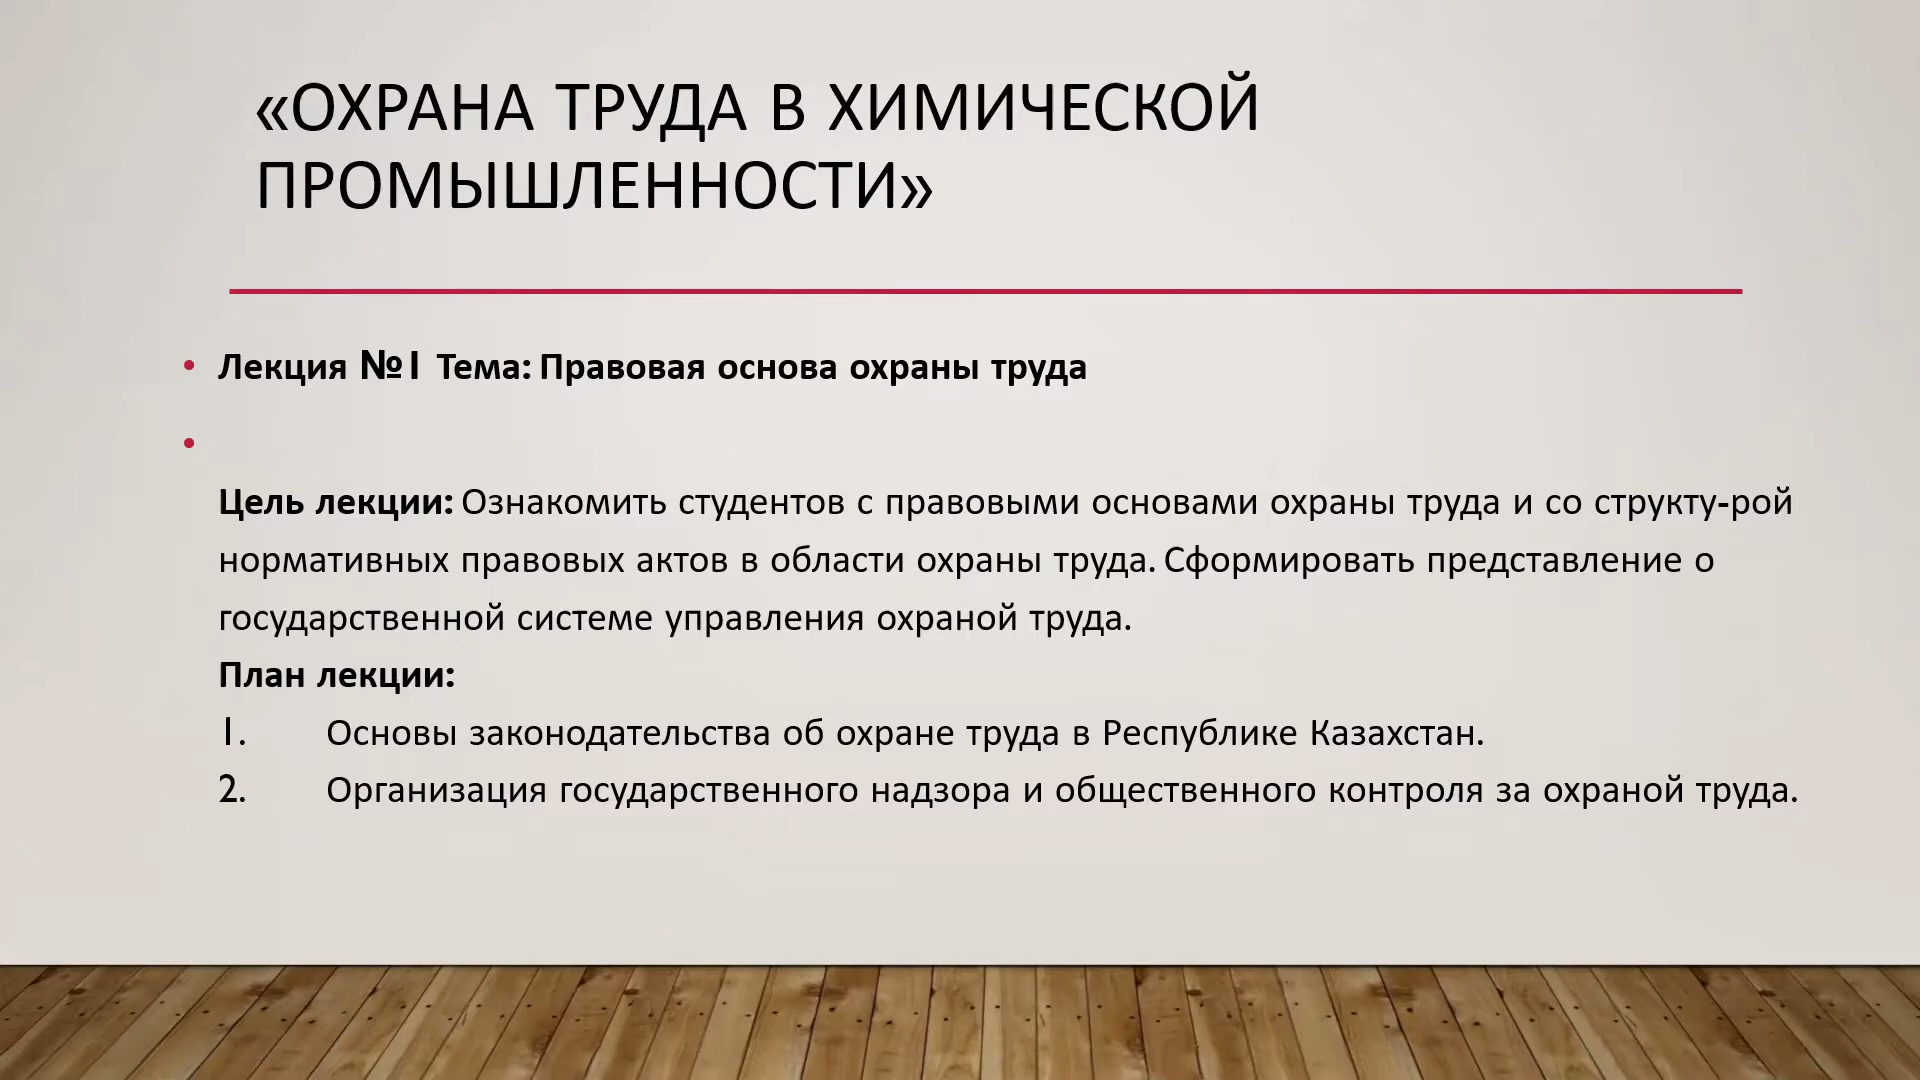 «ОХРАНА ТРУДА В ХИМИЧЕСКОЙ
ПРОМЫШЛЕННОСТИ»
• Лекция №1 Тема: Правовая основа охраны труда
•
Цель лекции: Ознакомить студентов с правовыми основами охраны труда и со структу-рой
нормативных правовых актов в области охраны труда. Сформировать представление о
государственной системе управления охраной труда.
План лекции:
1. Основы законодательства об охране труда в Республике Казахстан.
2. Организация государственного надзора и общественного контроля за охраной труда.